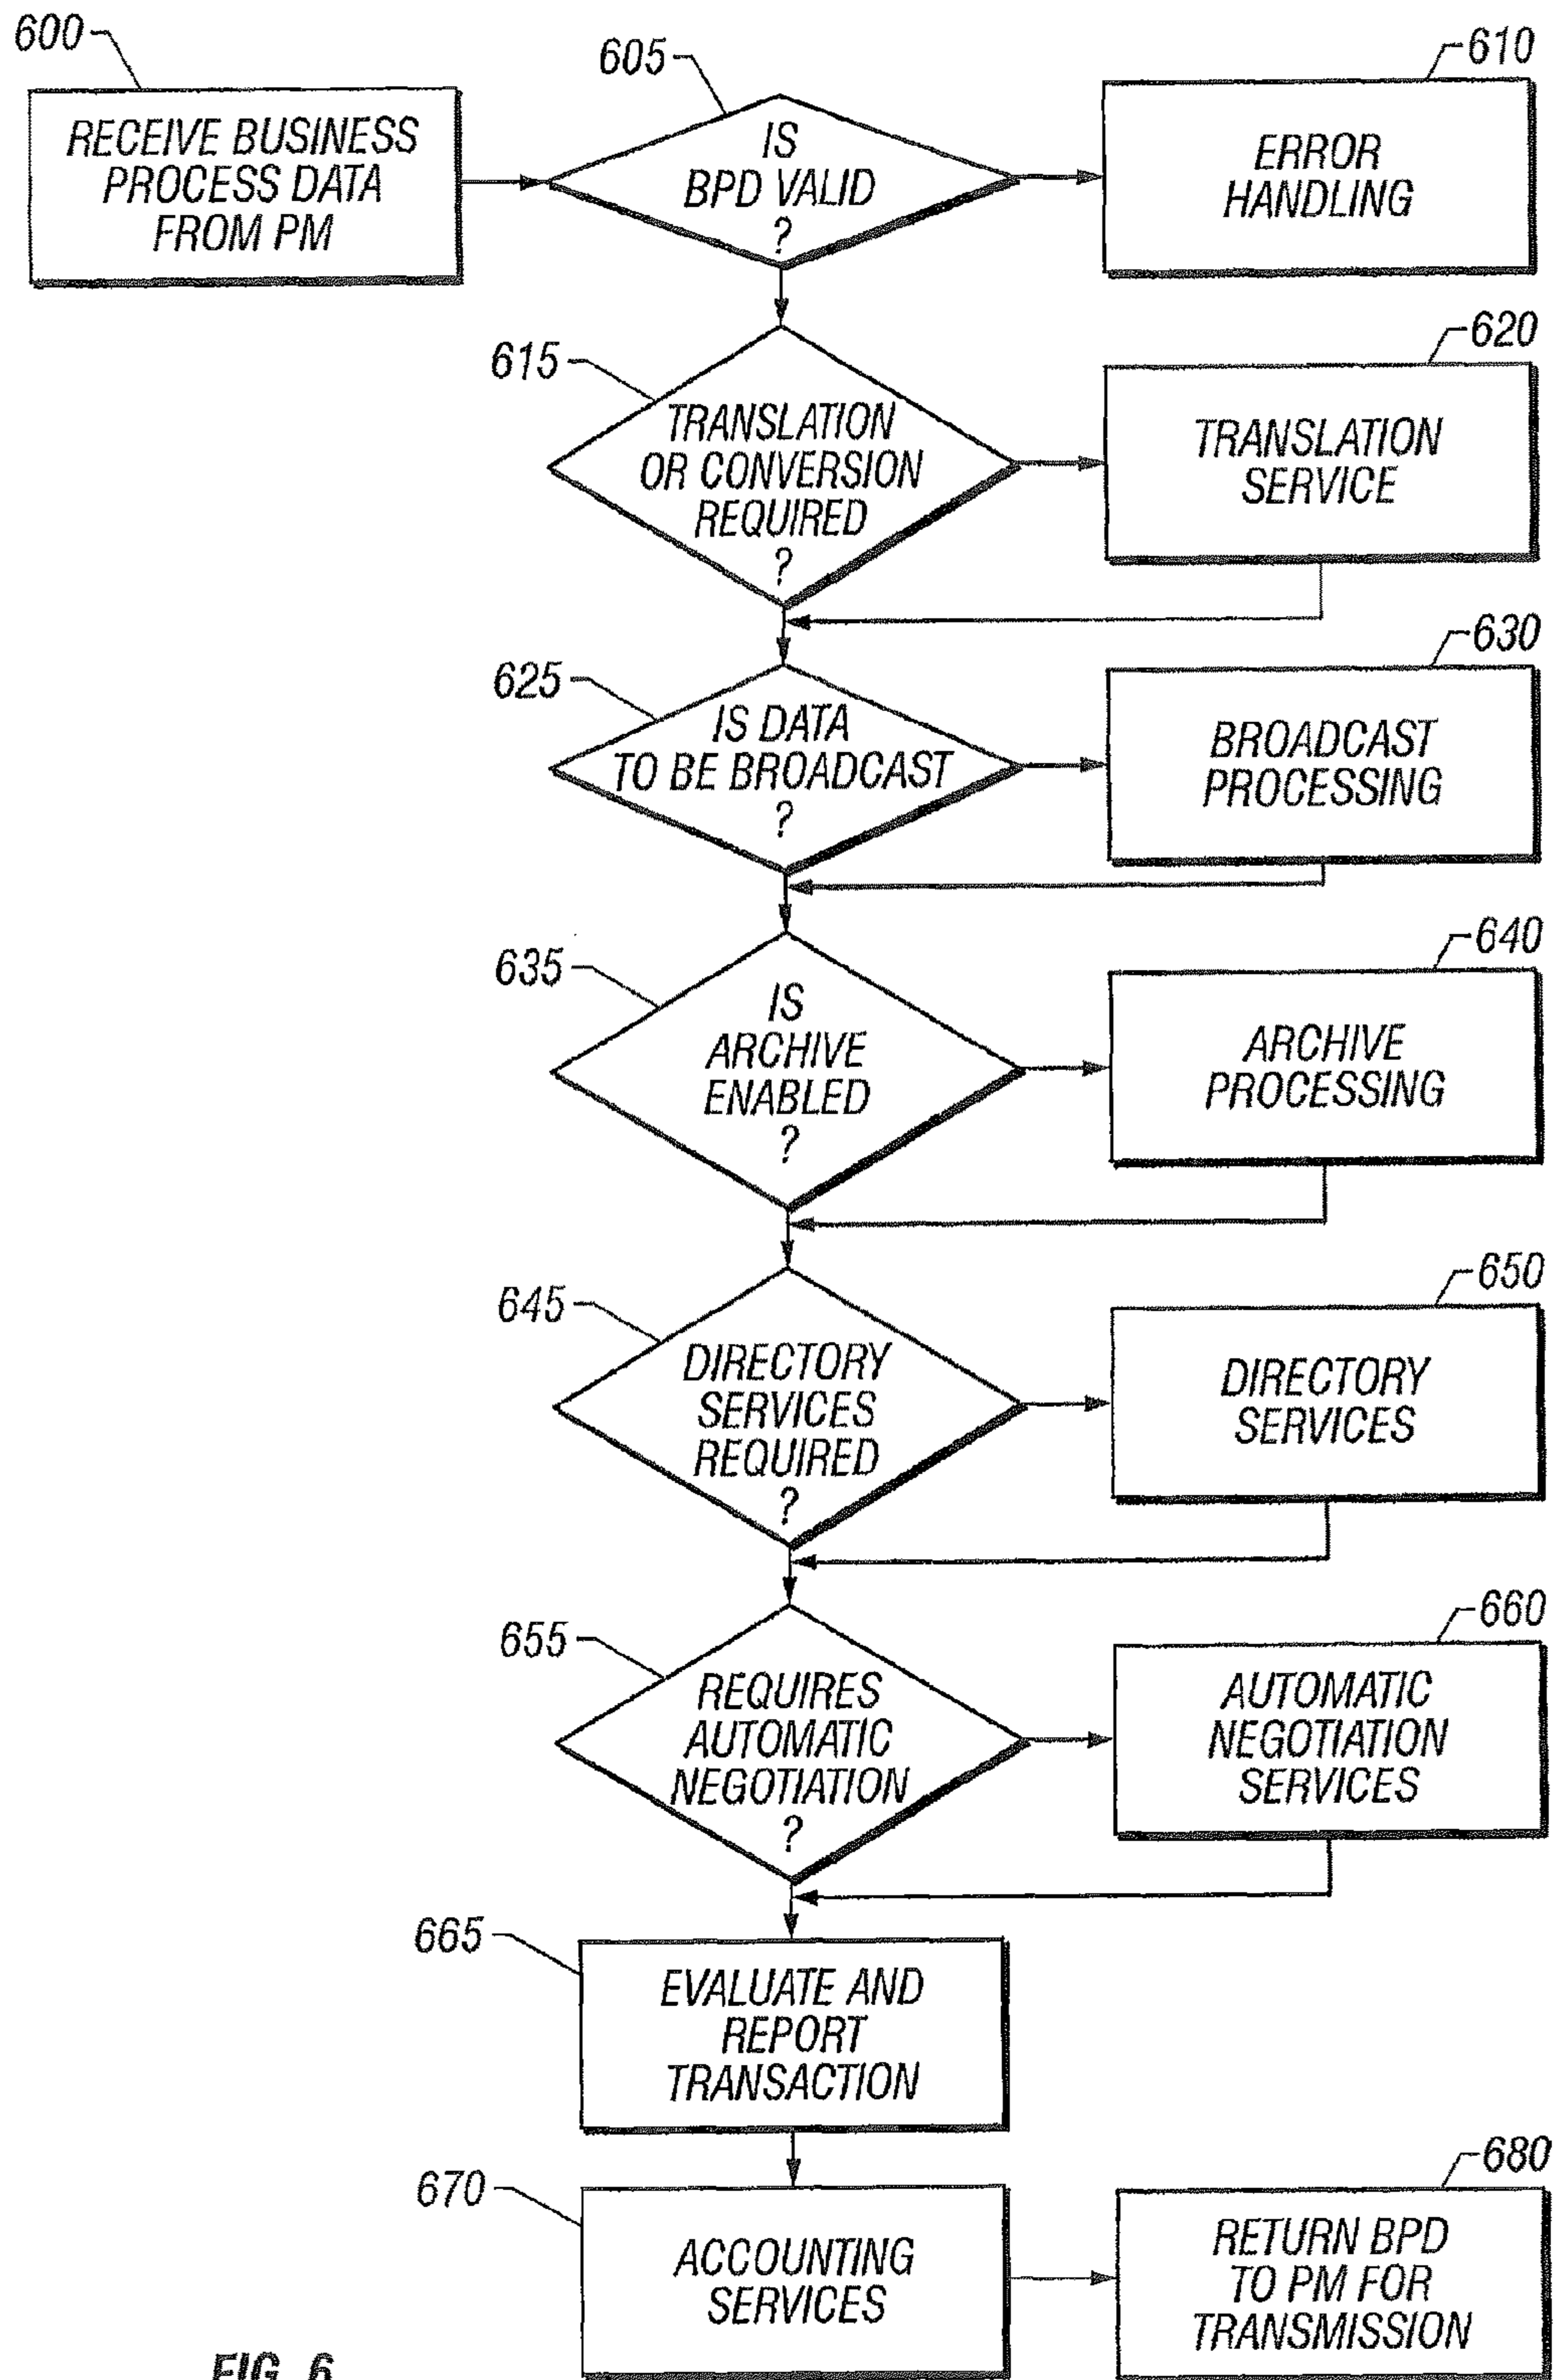 600
RECEIVE BUSINESS
PROCESS DATA
FROM PM
605
IS
BPD VALID
?
610
ERROR
HANDLING
615
TRANSLATION
OR CONVERSION
REQUIRED
?
620
TRANSLATION
SERVICE
625
IS DATA
TO BE BROADCAST
?
630
BROADCAST
PROCESSING
635
IS
ARCHIVE
ENABLED
?
640
ARCHIVE
PROCESSING
645
DIRECTORY
SERVICES
REQUIRED
?
650
DIRECTORY
SERVICES
655
REQUIRES
AUTOMATIC
NEGOTIATION
?
660
AUTOMATIC
NEGOTIATION
SERVICES
665
EVALUATE AND
REPORT
TRANSACTION
670
ACCOUNTING
SERVICES
680
RETURN BPD
TO PM FOR
TRANSMISSION
FIG. 6